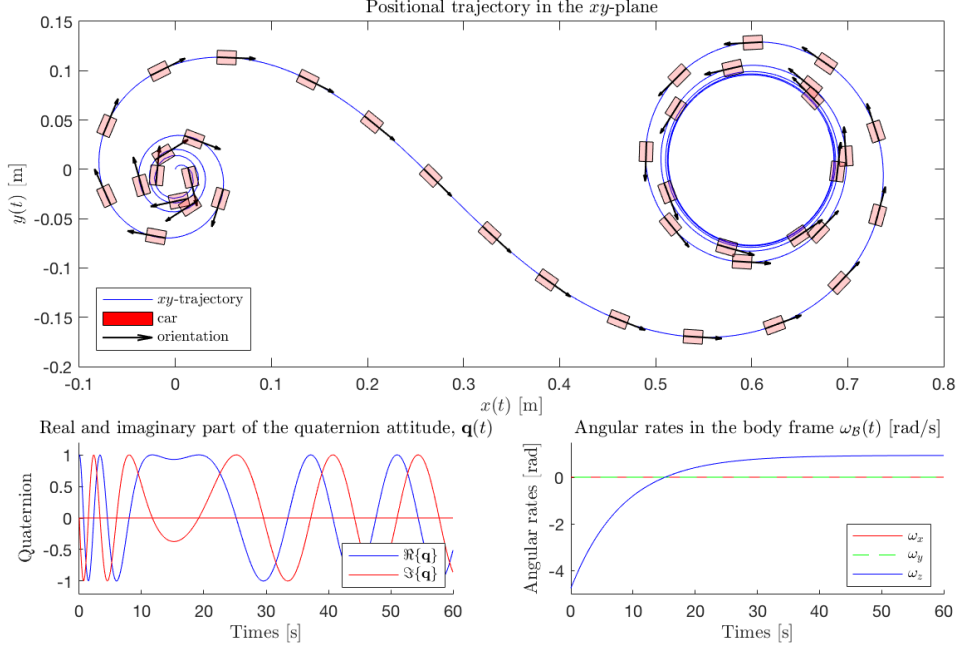 Positional trajectory in the xy-plane
0.15
0.1
0.05
0
-0.05
-0.1
-0.15
-0.2
y(t) [m]
xy-trajectory
car
orientation
-0.1 0 0.1 0.2 0.3 0.4 0.5 0.6 0.7 0.8
x(t) [m]
Real and imaginary part of the quaternion attitude, q(t)
1
0.5
0
-0.5
-1
Quaternion
ℜ{q}
ℑ{q}
0 10 20 30 40 50 60
Times [s]
Angular rates in the body frame ω_B(t) [rad/s]
0
-2
-4
Angular rates [rad]
ω_x
ω_y
ω_z
0 10 20 30 40 50 60
Times [s]